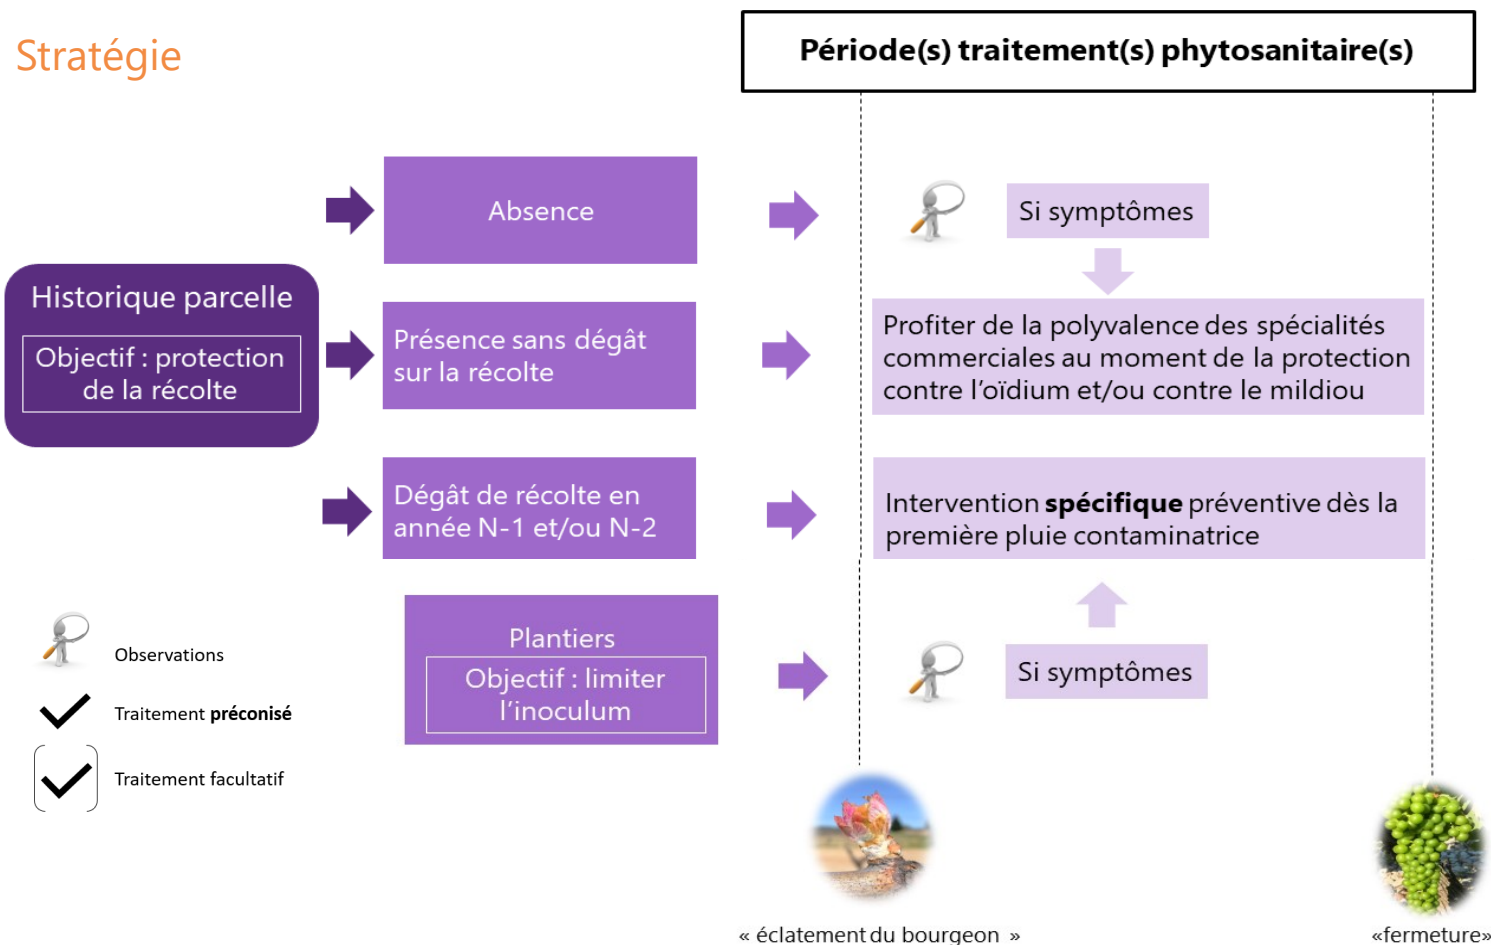 Stratégie
Période(s) traitement(s) phytosanitaire(s)
Historique parcelle
Objectif : protection
de la récolte
Absence
Si symptômes
Présence sans dégât
sur la récolte
Profiter de la polyvalence des spécialités
commerciales au moment de la protection
contre l’oïdium et/ou contre le mildiou
Dégât de récolte en
année N-1 et/ou N-2
Intervention spécifique préventive dès la
première pluie contaminatrice
Plantiers
Objectif : limiter
l’inoculum
Si symptômes
Observations
Traitement préconisé
Traitement facultatif
« éclatement du bourgeon »
«fermeture»